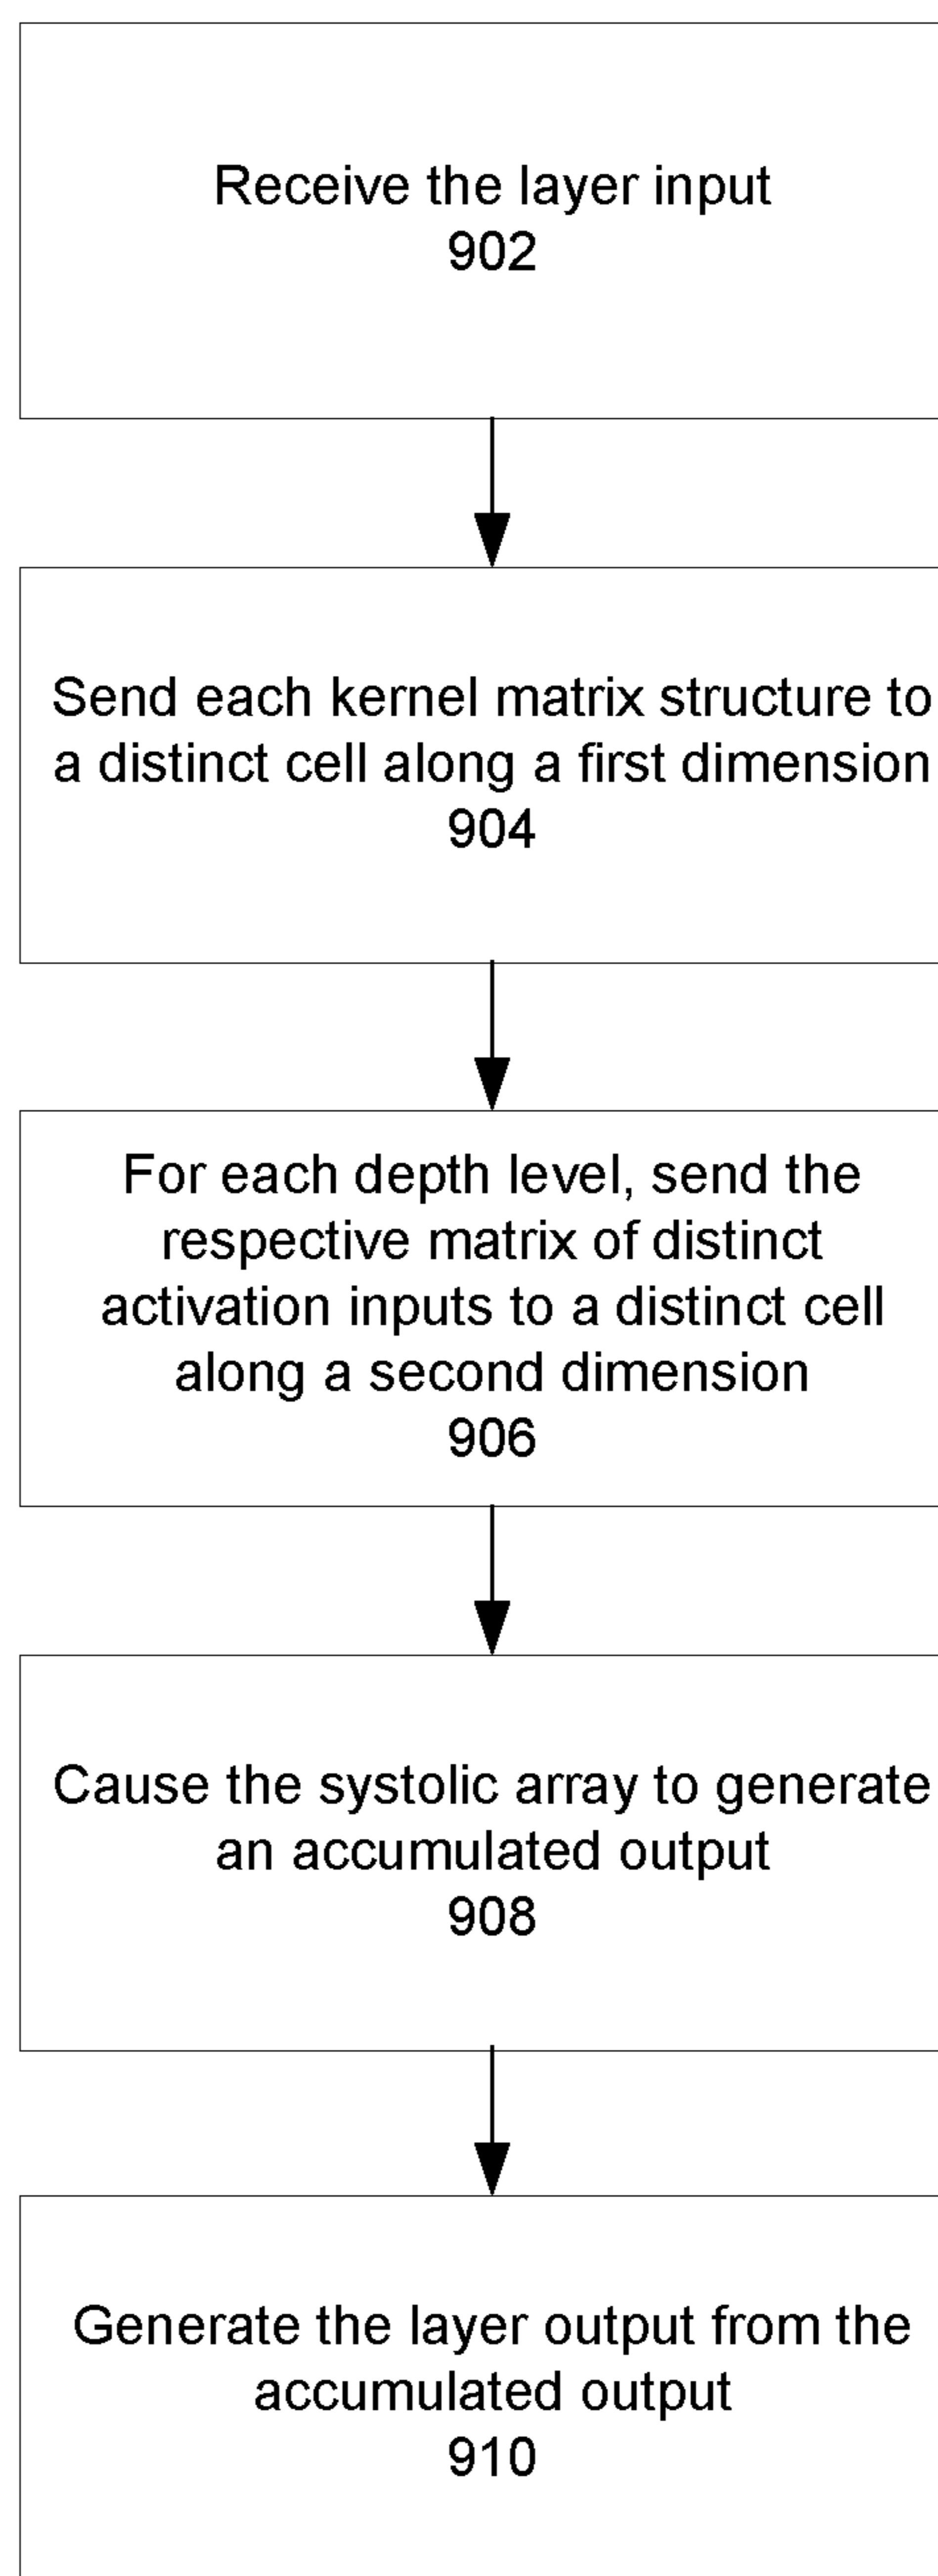 Receive the layer input
902
Send each kernel matrix structure to
a distinct cell along a first dimension
904
For each depth level, send the
respective matrix of distinct
activation inputs to a distinct cell
along a second dimension
906
Cause the systolic array to generate
an accumulated output
908
Generate the layer output from the
accumulated output
910